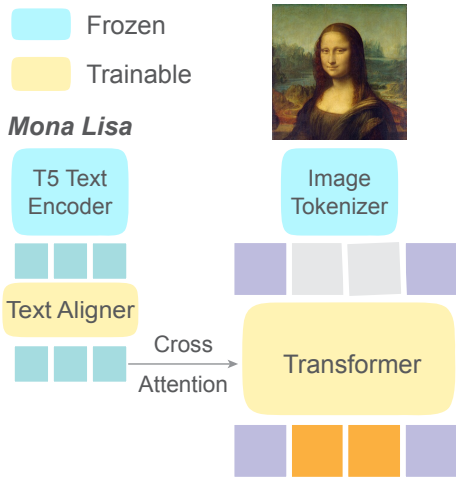 Frozen
Trainable
Mona Lisa
T5 Text
Encoder
Image
Tokenizer
Text Aligner
Cross
Attention
Transformer